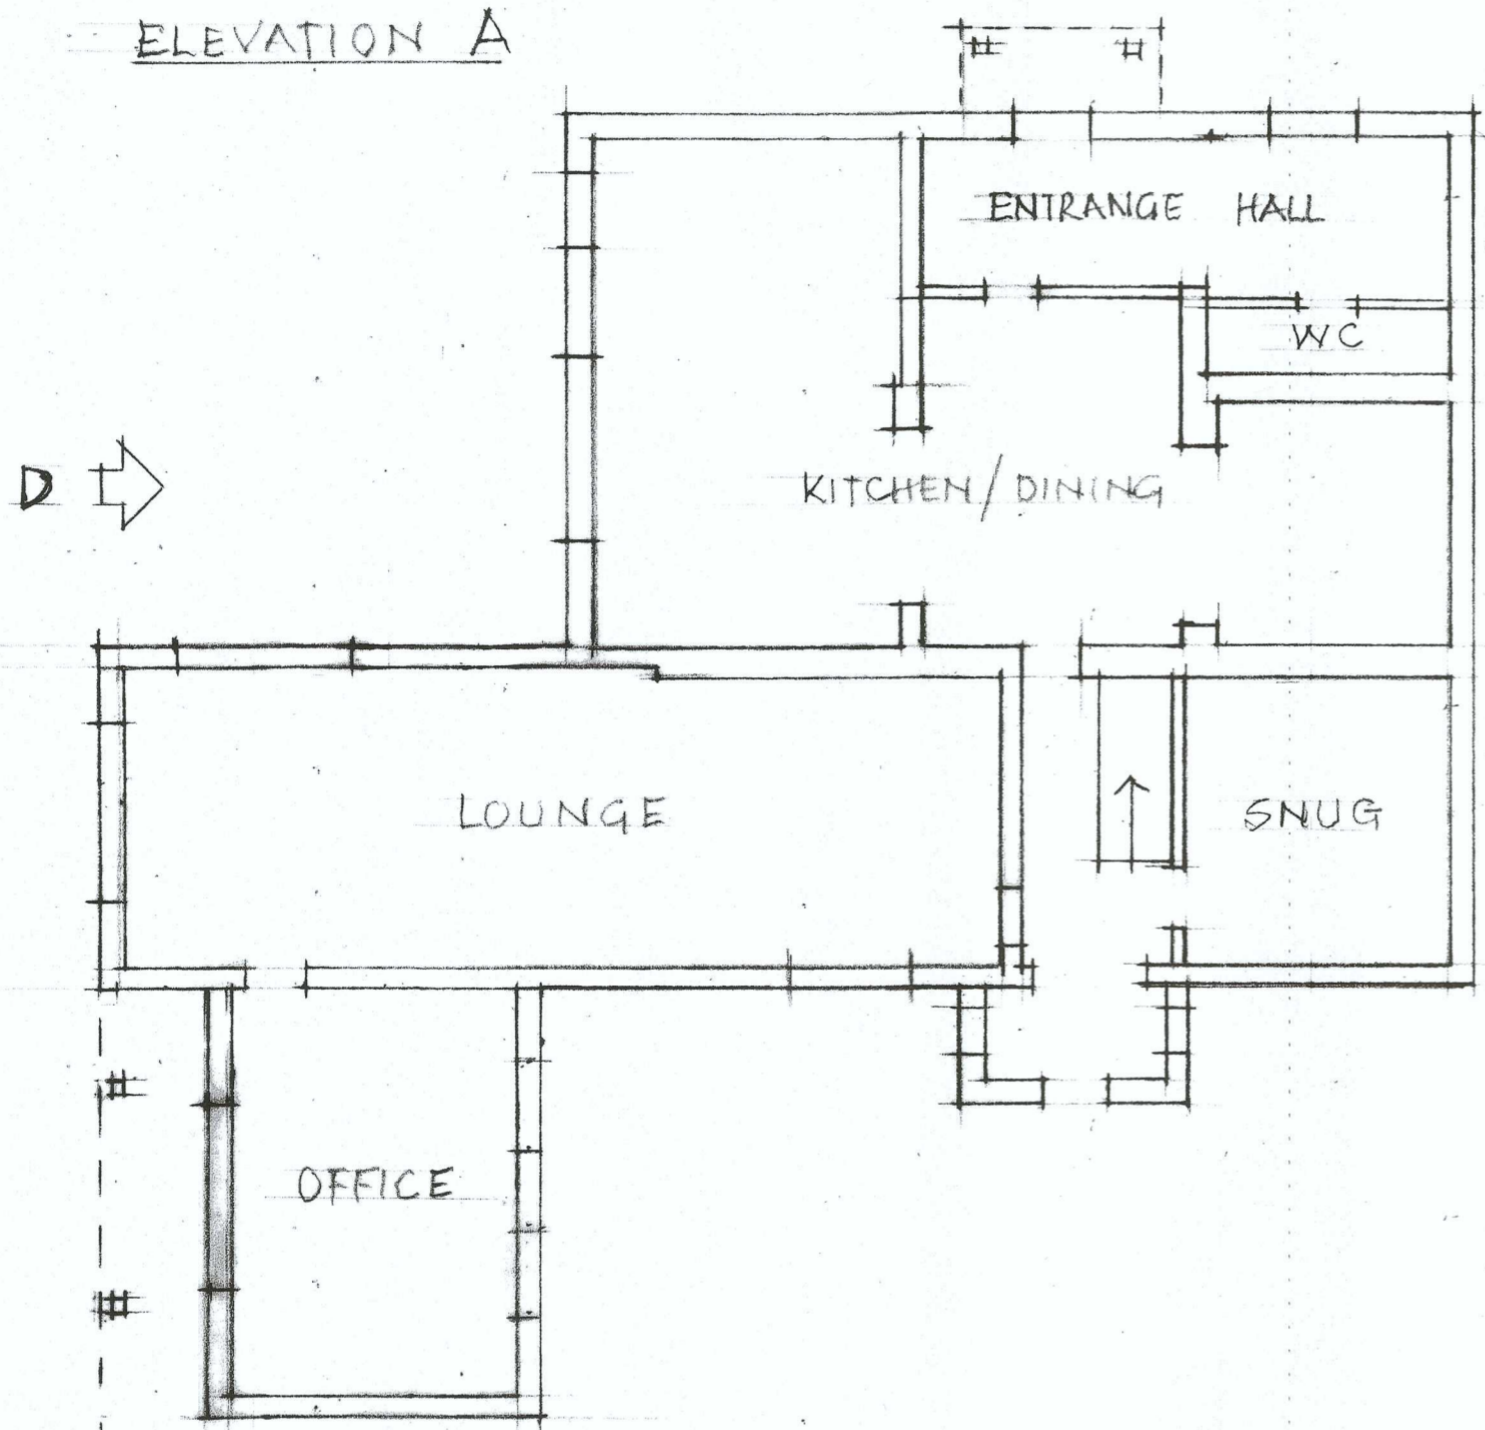 ELEVATION A
ENTRANGE HALL
WC
D
KITCHEN/DINING
LOUNGE
SNUG
OFFICE